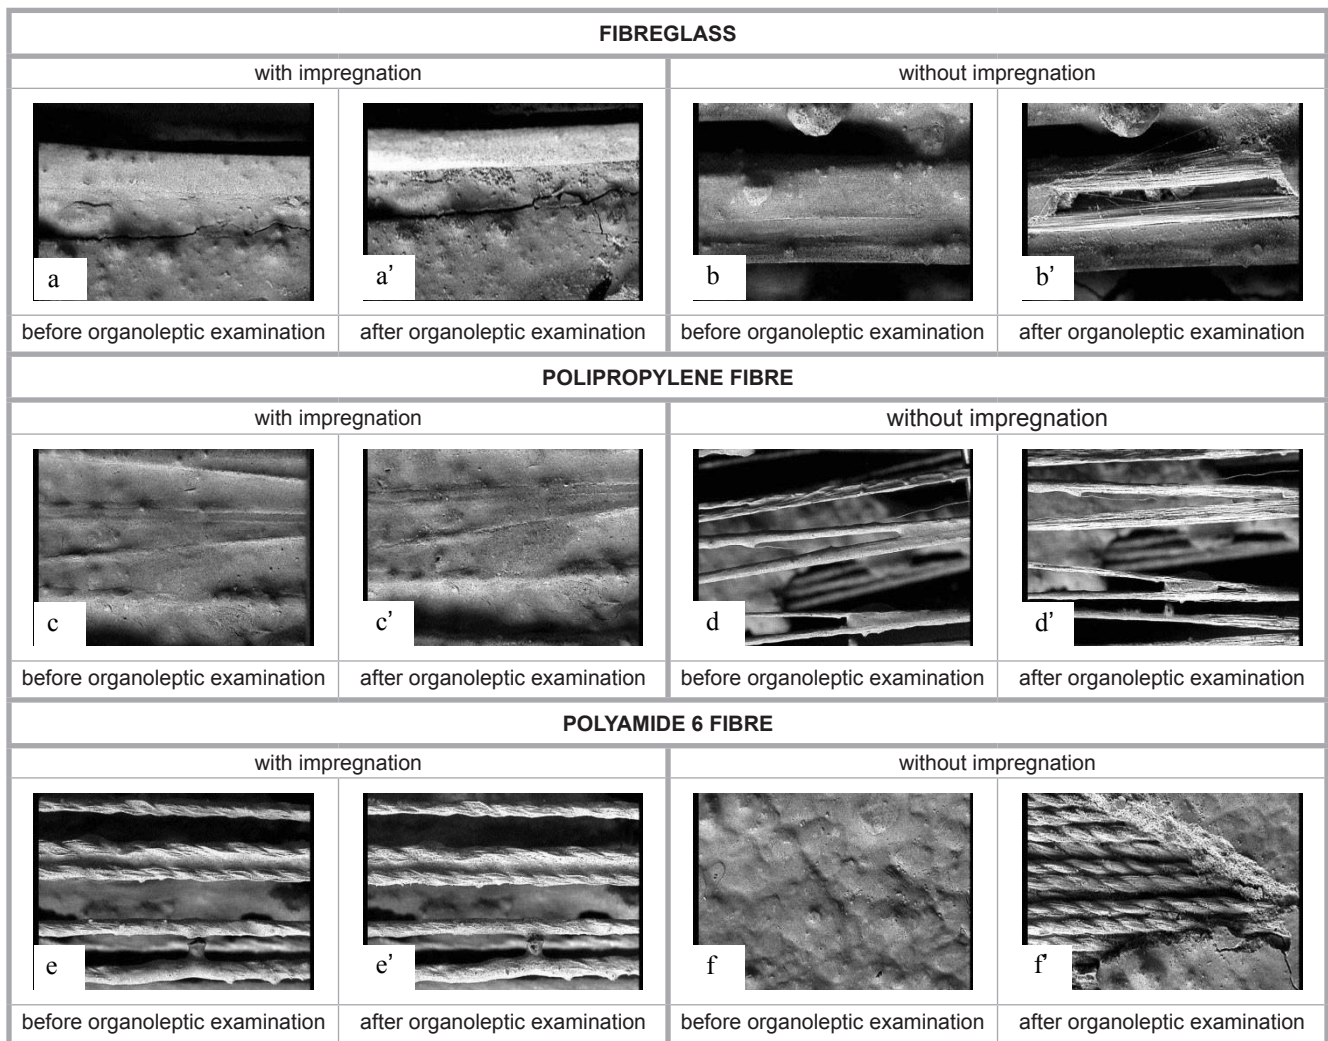 FIBREGLASS
with impregnation without impregnation
a a’ b b’
before organoleptic examination after organoleptic examination before organoleptic examination after organoleptic examination
POLIPROPYLENE FIBRE
with impregnation without impregnation
c c’ d d’
before organoleptic examination after organoleptic examination before organoleptic examination after organoleptic examination
POLYAMIDE 6 FIBRE
with impregnation without impregnation
e e’ f f’
before organoleptic examination after organoleptic examination before organoleptic examination after organoleptic examination